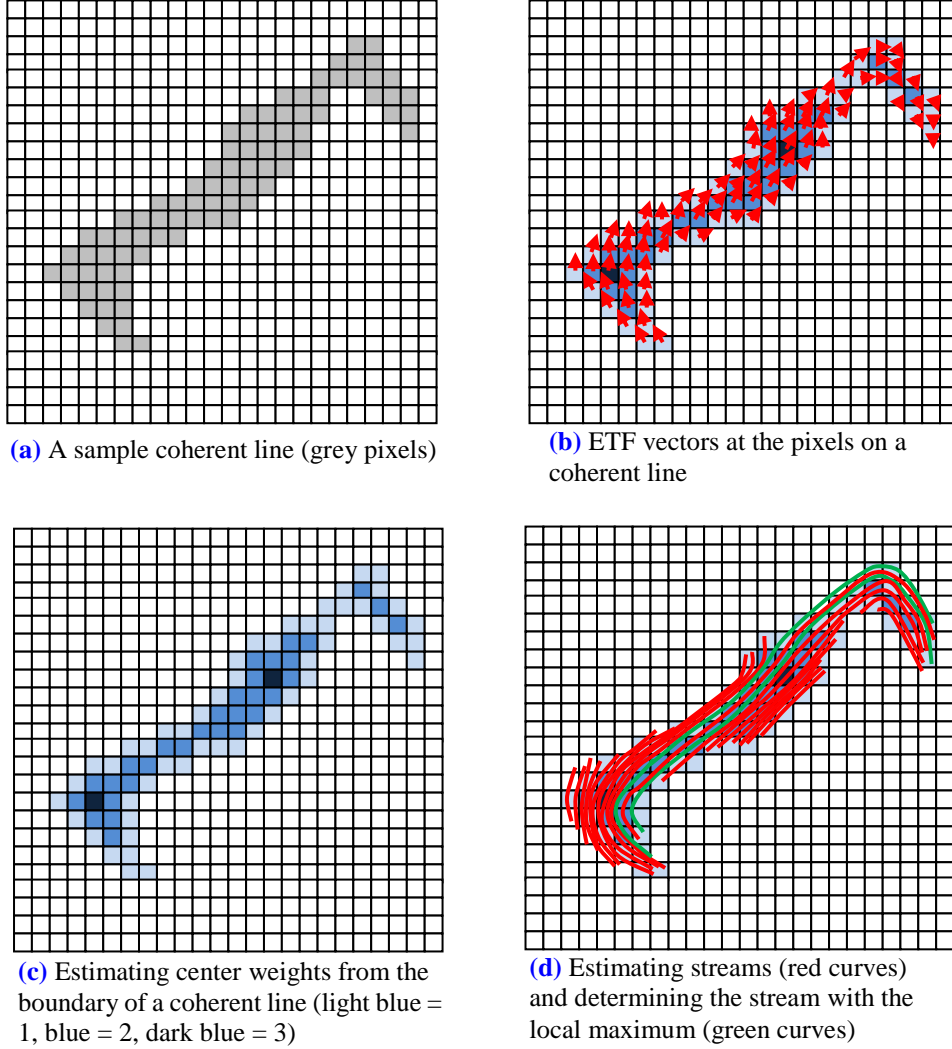 (a) A sample coherent line (grey pixels)
(b) ETF vectors at the pixels on a
coherent line
(c) Estimating center weights from the
boundary of a coherent line (light blue =
1, blue = 2, dark blue = 3)
(d) Estimating streams (red curves)
and determining the stream with the
local maximum (green curves)